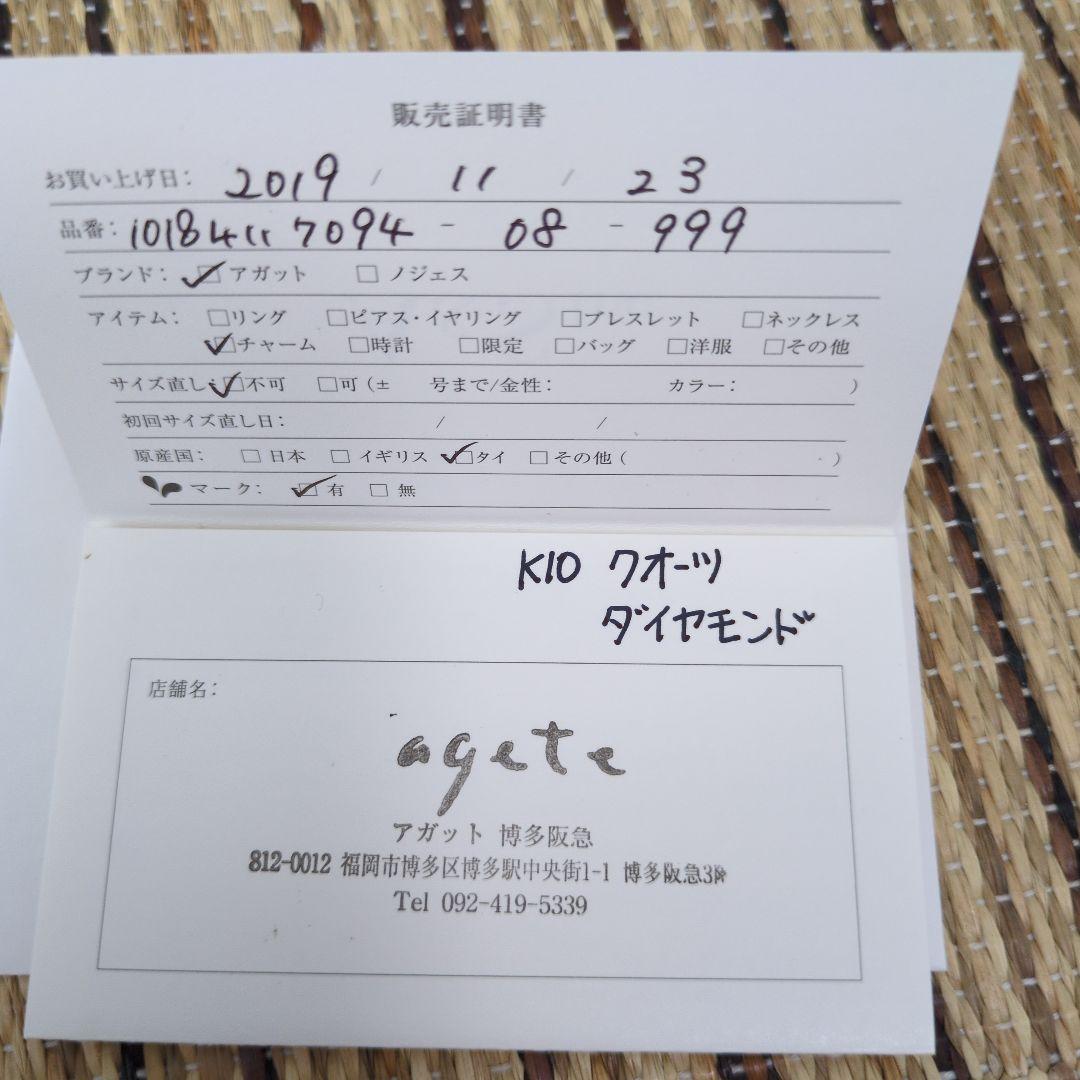 販売証明書
お買い上げ日: 2019 / 11 / 23
品番: 10184117094 - 08 - 999
ブランド: ☑アガット □ノジェス
アイテム: □リング □ピアス・イヤリング □ブレスレット □ネックレス
☑チャーム □時計 □限定 □バッグ □洋服 □その他
サイズ直し: ☑不可 □可(± 号まで/金性: カラー: )
初回サイズ直し日: / /
原産国: □日本 □イギリス ☑タイ □その他( )
マーク: ☑有 □無
K10 クオーツ
ダイヤモンド
店舗名:
agete
アガット 博多阪急
812-0012 福岡市博多区博多駅中央街1-1 博多阪急3階
Tel 092-419-5339